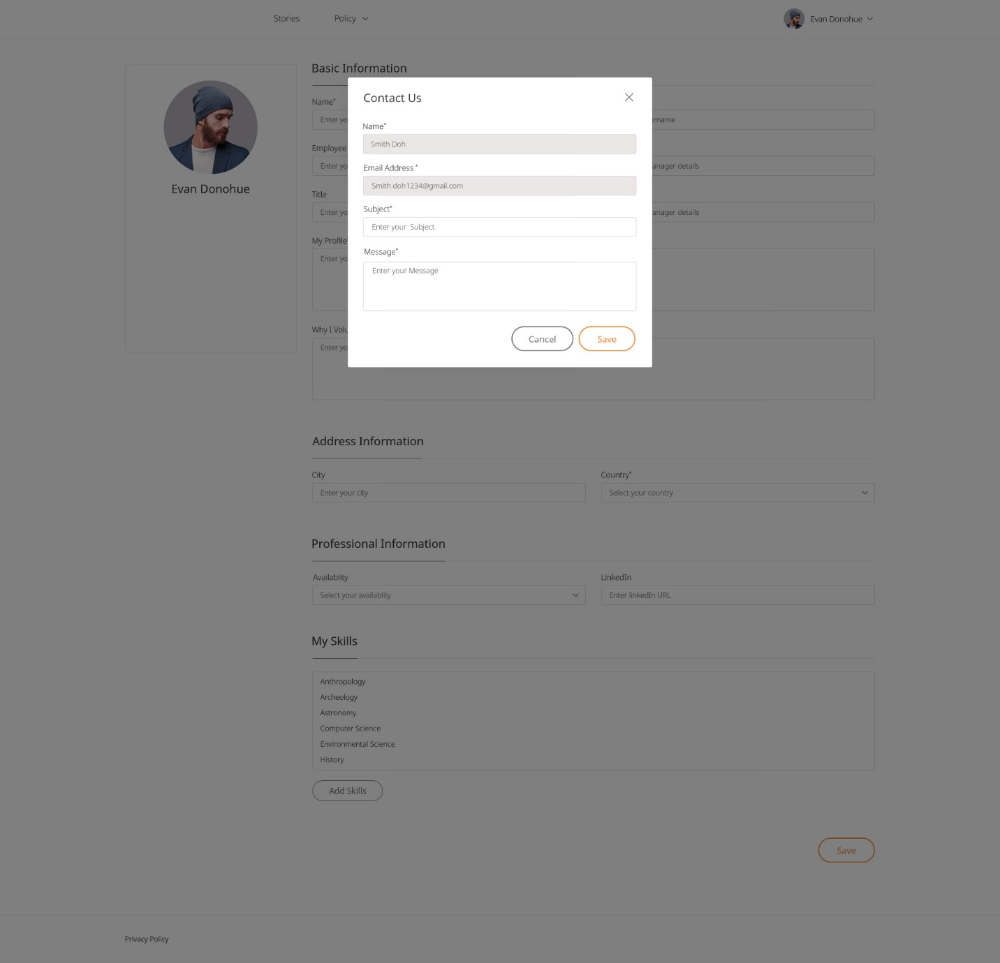 Stories
Policy
Evan Donohue
Evan Donohue
Basic Information
Name*
Enter yo
Employee
Enter yo
anager details
Title
Enter yo
anager details
My Profile
Enter yo
Why I Volu
Enter yo
Contact Us
Name*
Smith Doh
Email Address *
Smith doh1234@gmail.com
Subject*
Enter your Subject
Message*
Enter your Message
Cancel
Save
Address Information
City
Enter your city
Country*
Select your country
Professional Information
Availablity
Select your availablity
LinkedIn
Enter linkedIn URL
My Skills
Anthropology
Archeology
Astronomy
Computer Science
Environmental Science
History
Add Skills
Save
Privacy Policy